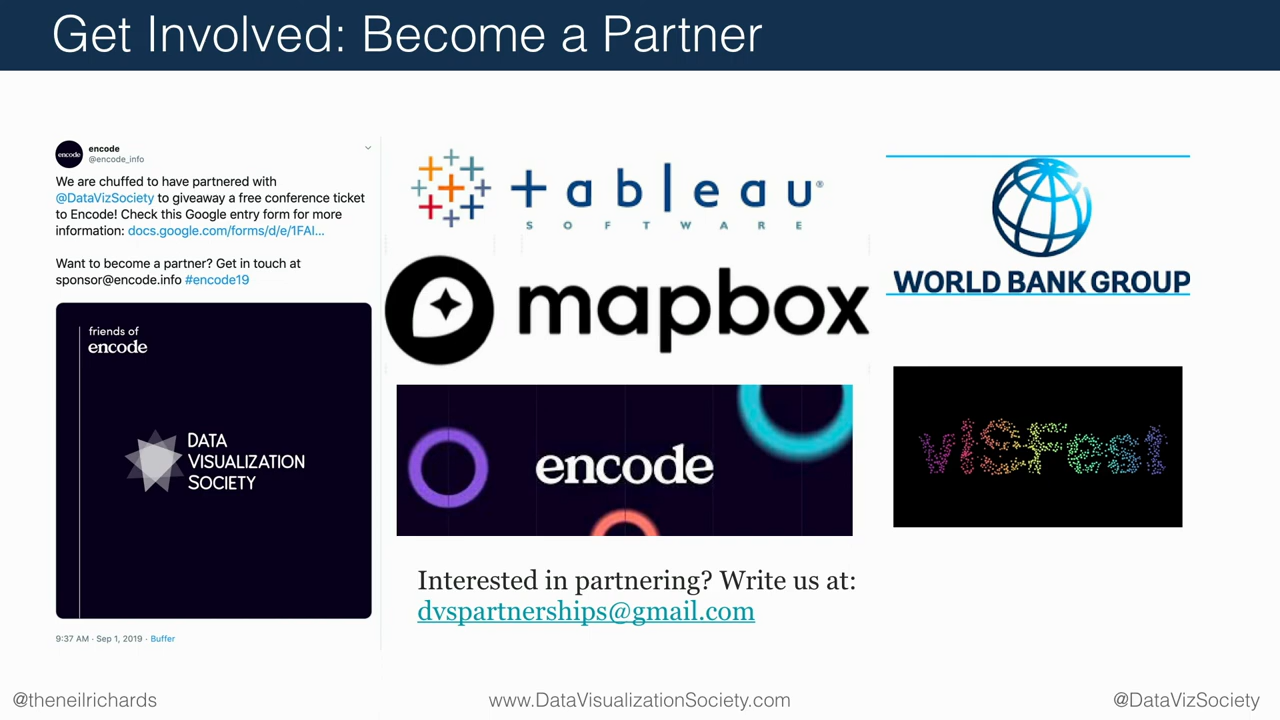 Get Involved: Become a Partner
encode
encode
@encode_info
We are chuffed to have partnered with
@DataVizSociety to giveaway a free conference ticket
to Encode! Check this Google entry form for more
information: docs.google.com/forms/d/e/1FAI...
Want to become a partner? Get in touch at
sponsor@encode.info #encode19
friends of
encode
DATA
VISUALIZATION
SOCIETY
9:37 AM · Sep 1, 2019 · Buffer
+ableau®
SOFTWARE
mapbox
encode
WORLD BANK GROUP
visFest
Interested in partnering? Write us at:
dvspartnerships@gmail.com
@theneilrichards
www.DataVisualizationSociety.com
@DataVizSociety